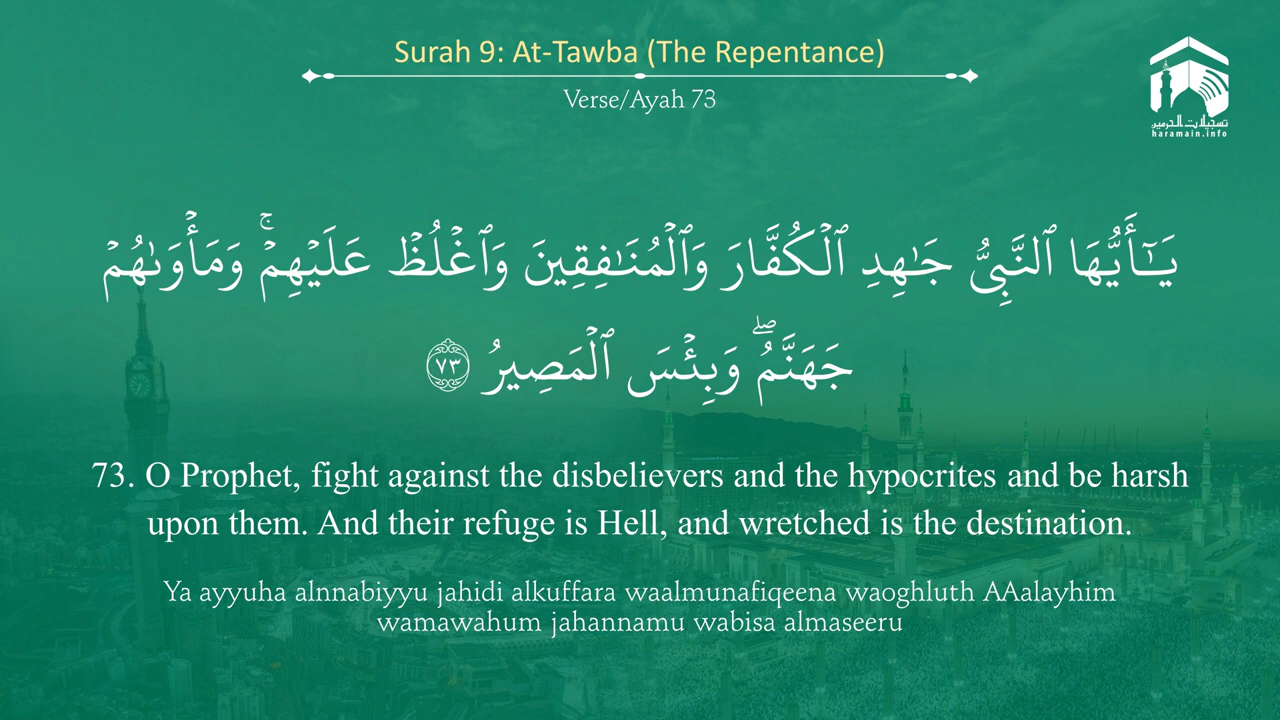 Surah 9: At-Tawba (The Repentance)
Verse/Ayah 73
تسجيلات الحرمين
haramain.info
يَـٰٓأَيُّهَا ٱلنَّبِىُّ جَـٰهِدِ ٱلْكُفَّارَ وَٱلْمُنَـٰفِقِينَ وَٱغْلُظْ عَلَيْهِمْ ۚ وَمَأْوَىٰهُمْ
جَهَنَّمُ ۖ وَبِئْسَ ٱلْمَصِيرُ ٧٣
73. O Prophet, fight against the disbelievers and the hypocrites and be harsh
upon them. And their refuge is Hell, and wretched is the destination.
Ya ayyuha alnnabiyyu jahidi alkuffara waalmunafiqeena waoghluth AAalayhim
wamawahum jahannamu wabisa almaseeru